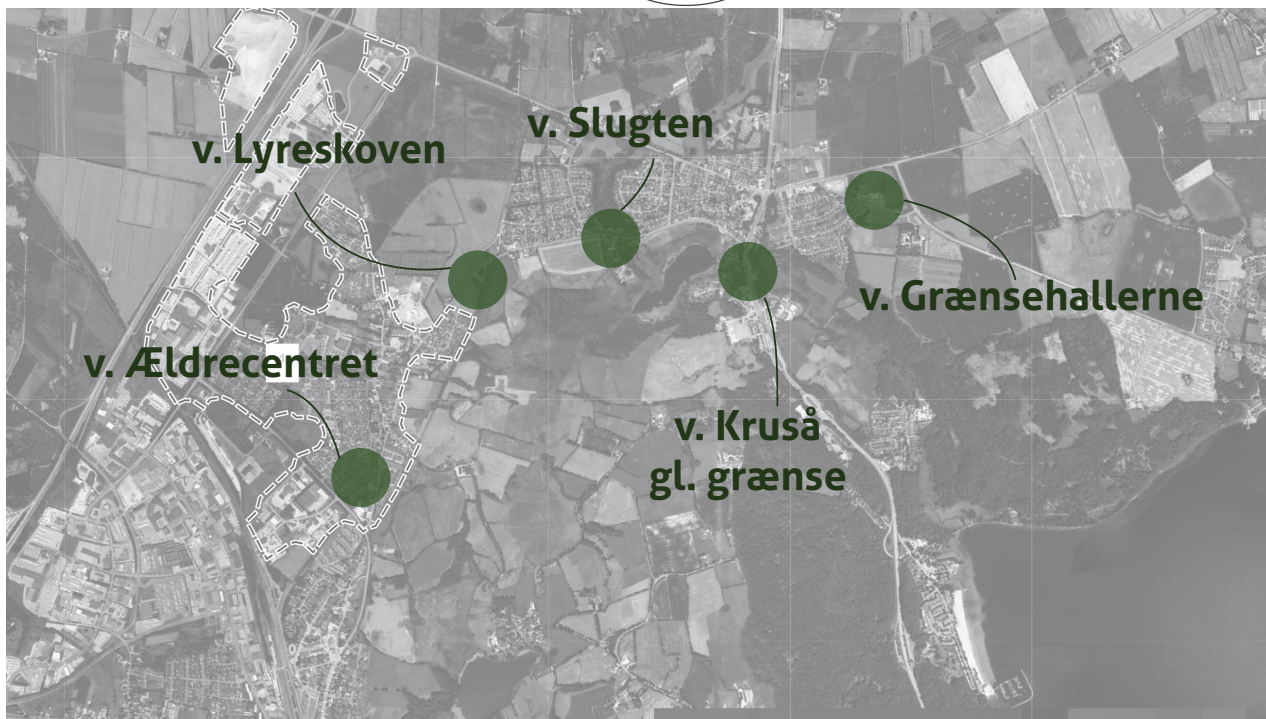 v. Slugten
v. Lyreskoven
v. Grænsehallerne
v. Ældrecentret
v. Kruså
gl. grænse